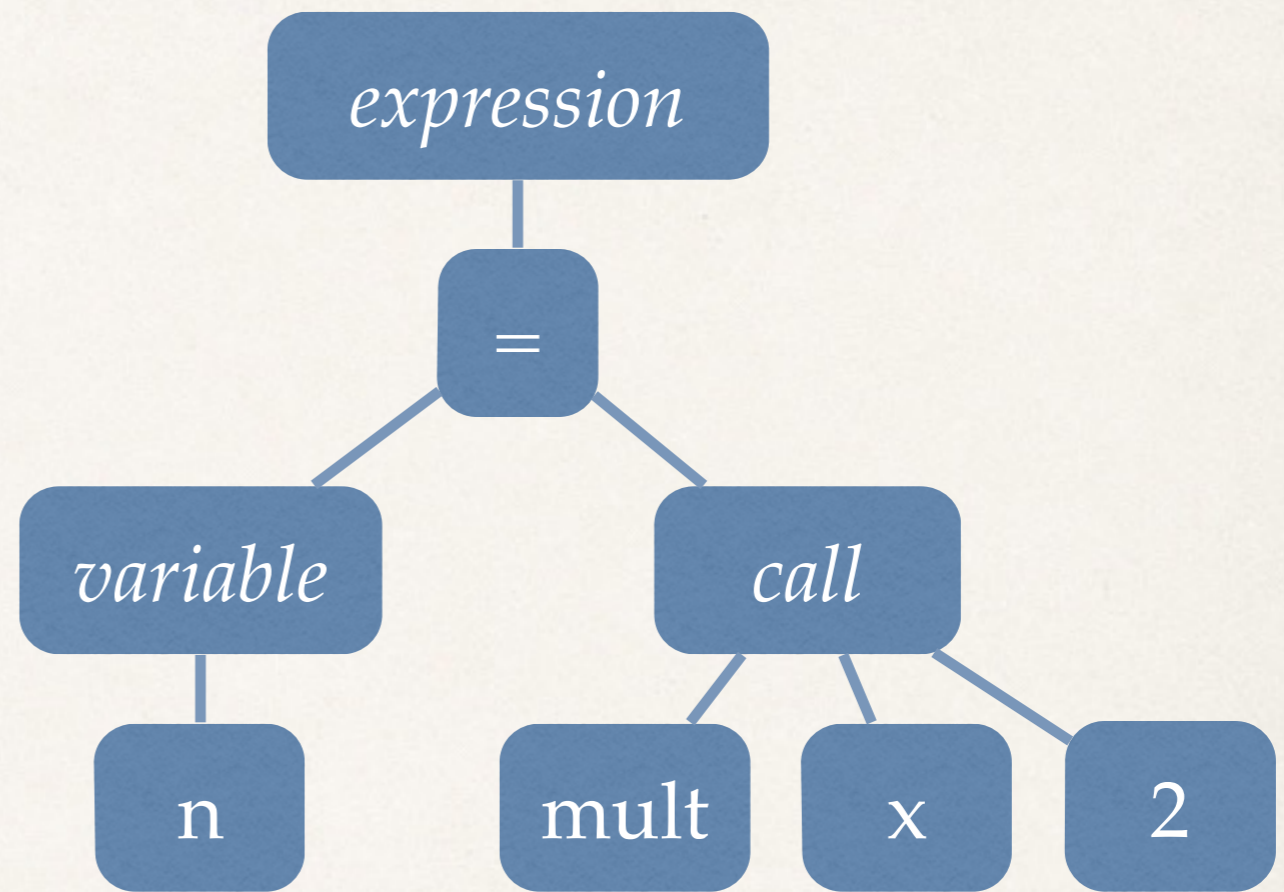 expression
=
variable
call
n
mult
x
2